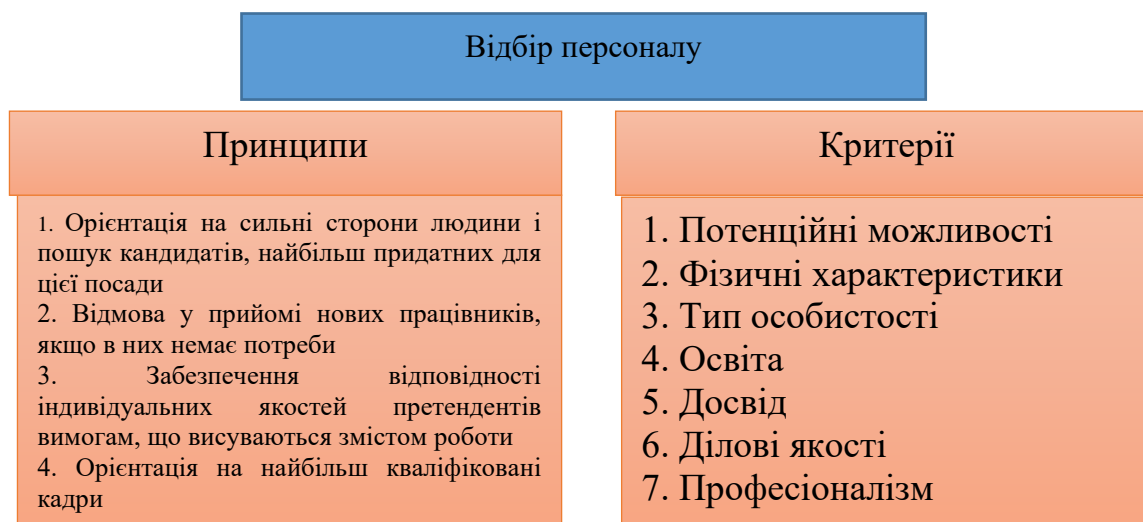 Відбір персоналу
Принципи
1. Орієнтація на сильні сторони людини і
пошук кандидатів, найбільш придатних для
цієї посади
2. Відмова у прийомі нових працівників,
якщо в них немає потреби
3. Забезпечення відповідності
індивідуальних якостей претендентів
вимогам, що висуваються змістом роботи
4. Орієнтація на найбільш кваліфіковані
кадри
Критерії
1. Потенційні можливості
2. Фізичні характеристики
3. Тип особистості
4. Освіта
5. Досвід
6. Ділові якості
7. Професіоналізм